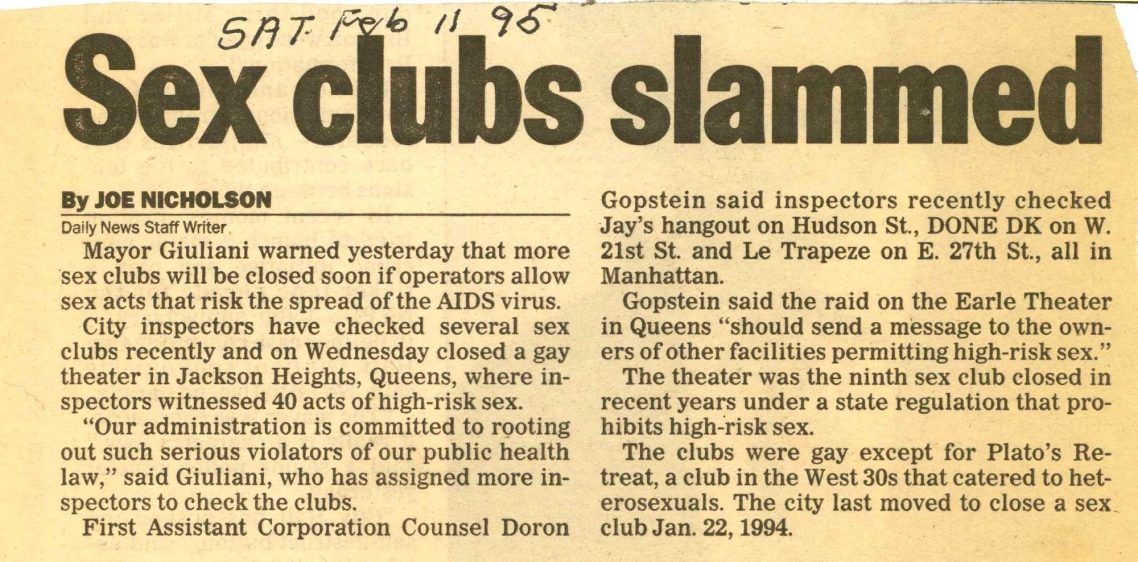 SAT. Feb 11 95
Sex clubs slammed
By JOE NICHOLSON
Daily News Staff Writer
Mayor Giuliani warned yesterday that more
sex clubs will be closed soon if operators allow
sex acts that risk the spread of the AIDS virus.
City inspectors have checked several sex
clubs recently and on Wednesday closed a gay
theater in Jackson Heights, Queens, where in-
spectors witnessed 40 acts of high-risk sex.
“Our administration is committed to rooting
out such serious violators of our public health
law,” said Giuliani, who has assigned more in-
spectors to check the clubs.
First Assistant Corporation Counsel Doron
Gopstein said inspectors recently checked
Jay’s hangout on Hudson St., DONE DK on W.
21st St. and Le Trapeze on E. 27th St., all in
Manhattan.
Gopstein said the raid on the Earle Theater
in Queens “should send a message to the own-
ers of other facilities permitting high-risk sex.”
The theater was the ninth sex club closed in
recent years under a state regulation that pro-
hibits high-risk sex.
The clubs were gay except for Plato’s Re-
treat, a club in the West 30s that catered to het-
erosexuals. The city last moved to close a sex
club Jan. 22, 1994.